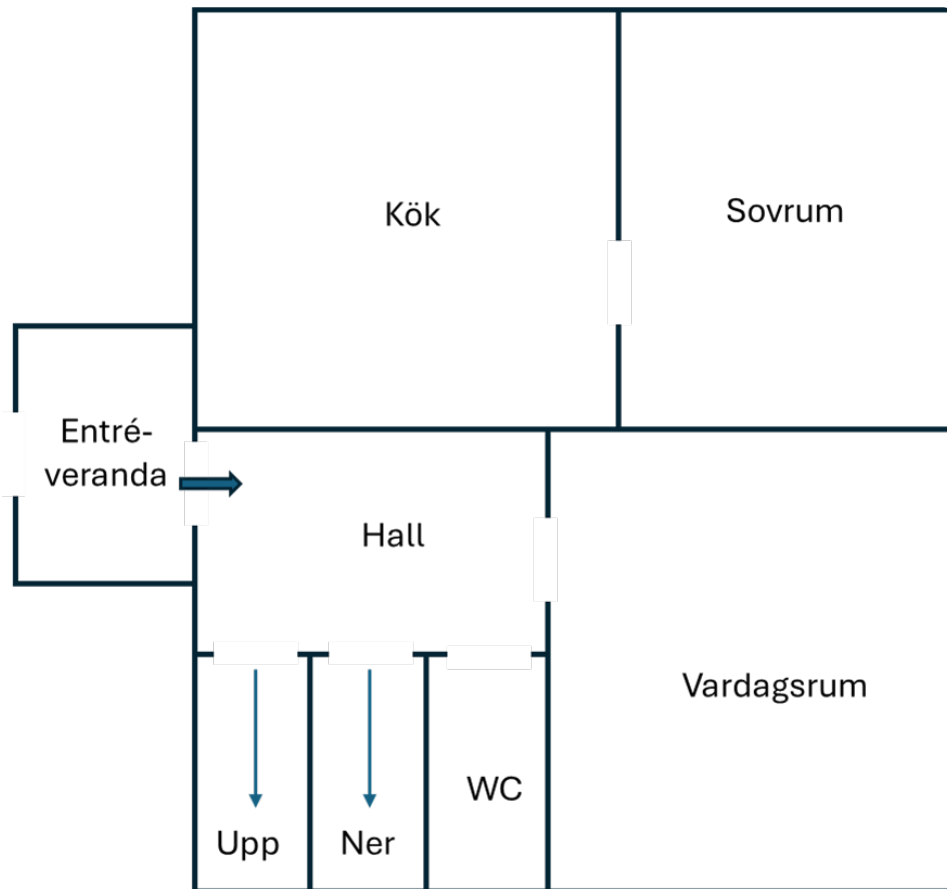 Kök
Sovrum
Entré-
veranda
Hall
Vardagsrum
WC
Upp
Ner